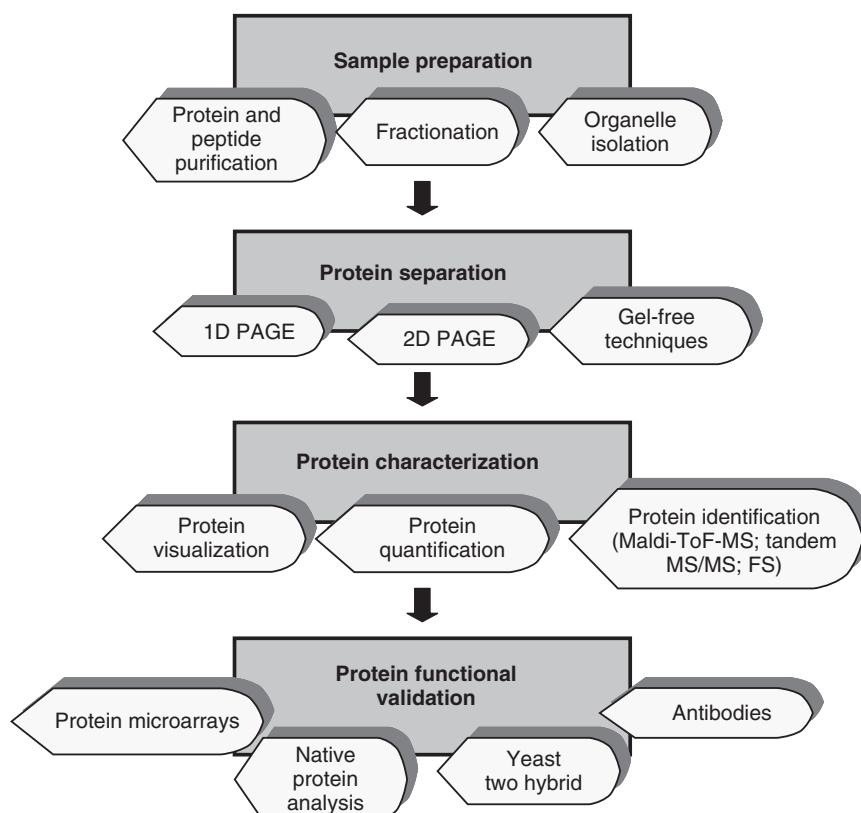 Sample preparation
Protein and
peptide
purification
Fractionation
Organelle
isolation
Protein separation
1D PAGE
2D PAGE
Gel-free
techniques
Protein characterization
Protein
visualization
Protein
quantification
Protein identification
(Maldi-ToF-MS; tandem
MS/MS; FS)
Protein functional
validation
Protein microarrays
Native
protein
analysis
Yeast
two hybrid
Antibodies